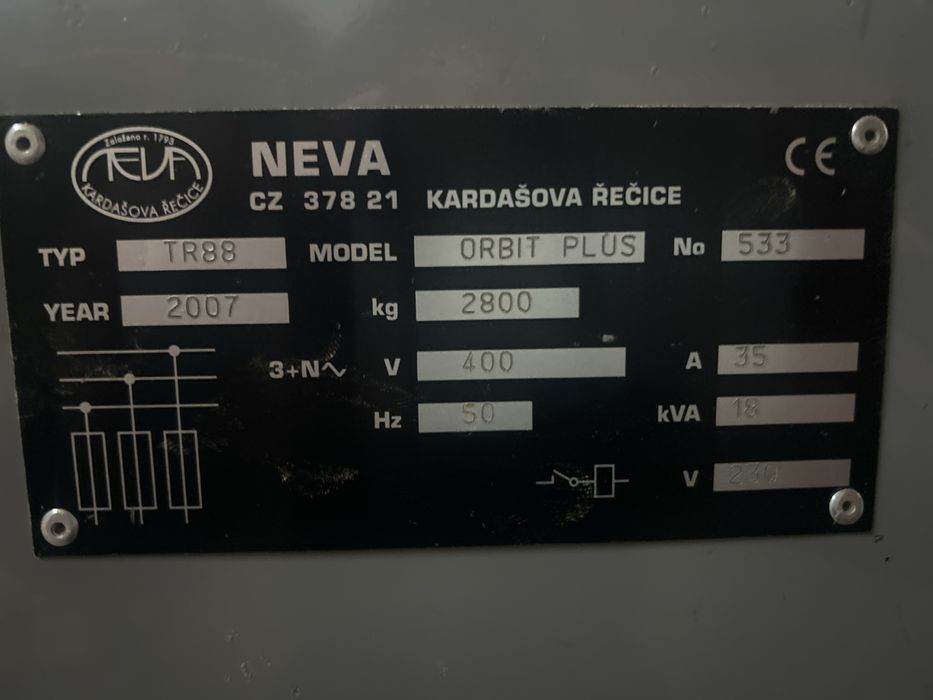 Založeno r. 1793
NEVA
KARDAŠOVA ŘEČICE
NEVA
CE
CZ 378 21 KARDAŠOVA ŘEČICE
TYP TR88 MODEL ORBIT PLUS No 533
YEAR 2007 kg 2800
3+N~ V 400 A 35
Hz 50 kVA 18
V 230